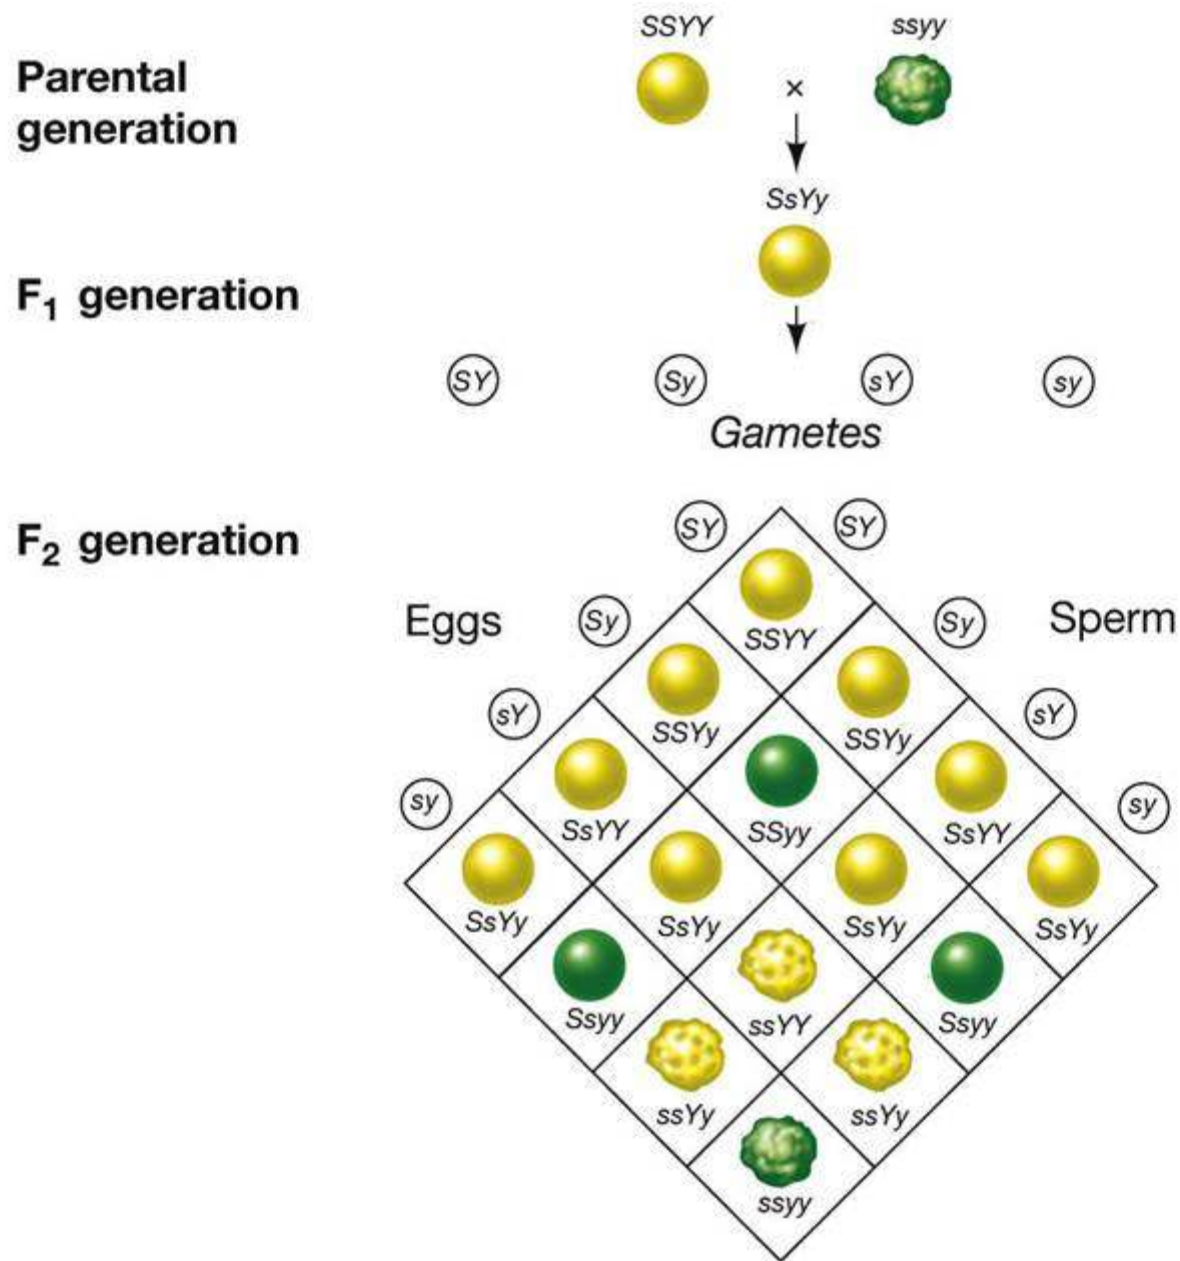 SSYY ssyy
Parental
generation
×
SsYy
F₁ generation
SY Sy sY sy
Gametes
F₂ generation
SY SY
Eggs
Sy Sy
Sperm
SSYY
sY sY
SSYy SSYy
sy sy
SsYY SSyy SsYY
SsYy SsYy SsYy SsYy
Ssyy ssYY Ssyy
ssYy ssYy
ssyy